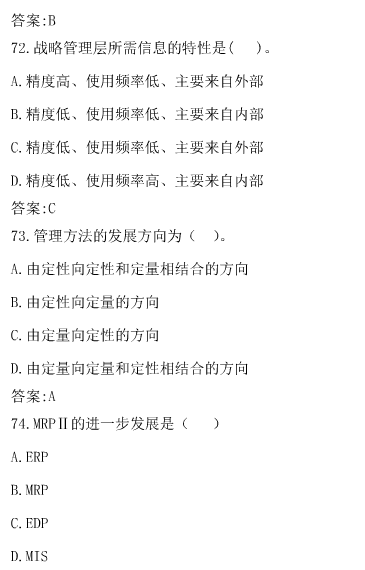 答案:B
72.战略管理层所需信息的特性是(   )。
A.精度高、使用频率低、主要来自外部
B.精度低、使用频率低、主要来自内部
C.精度低、使用频率低、主要来自外部
D.精度低、使用频率高、主要来自内部
答案:C
73.管理方法的发展方向为（  ）。
A.由定性向定性和定量相结合的方向
B.由定性向定量的方向
C.由定量向定性的方向
D.由定量向定量和定性相结合的方向
答案:A
74.MRPⅡ的进一步发展是（   ）
A.ERP
B.MRP
C.EDP
D.MIS